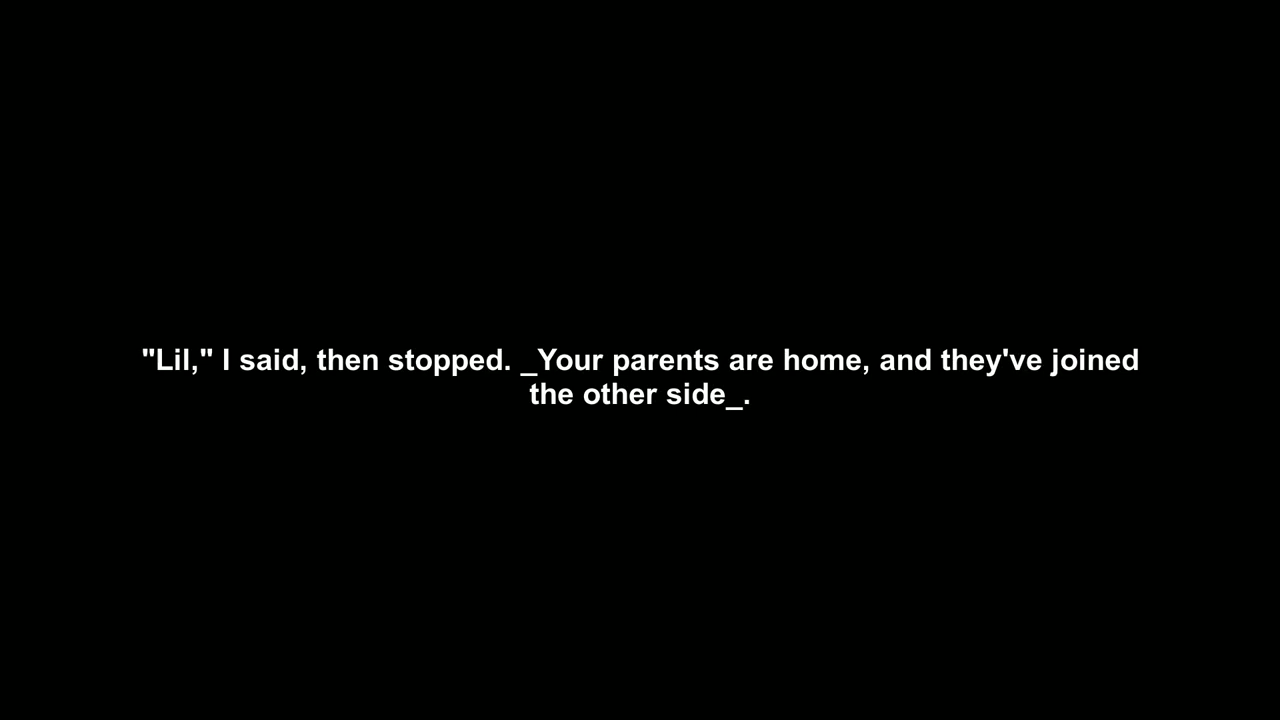 "Lil," I said, then stopped. _Your parents are home, and they've joined
the other side_.